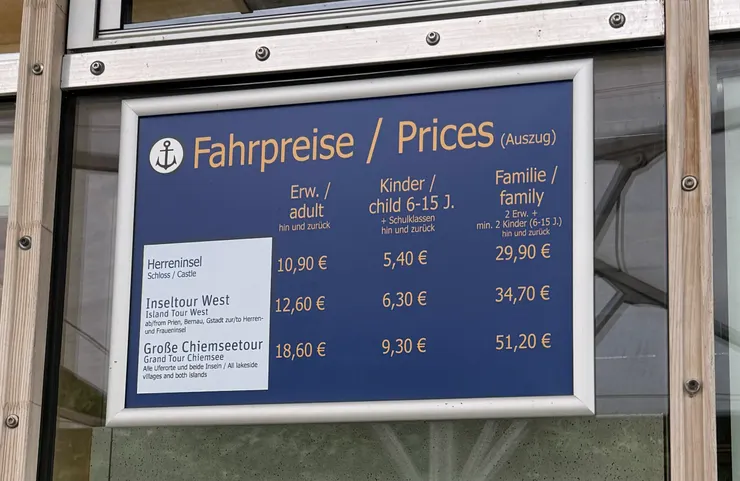 Fahrpreise / Prices (Auszug)
Erw. /
adult
hin und zurück
Kinder /
child 6-15 J.
+ Schulklassen
hin und zurück
Familie /
family
2 Erw. +
min. 2 Kinder (6-15 J.)
hin und zurück
Herreninsel
Schloss / Castle
10,90 € 5,40 € 29,90 €
Inseltour West
Island Tour West
ab/from Prien, Bernau, Gstadt zur/to Herren-
und Fraueninsel
12,60 € 6,30 € 34,70 €
Große Chiemseetour
Grand Tour Chiemsee
Alle Uferorte und beide Inseln / All lakeside
villages and both islands
18,60 € 9,30 € 51,20 €